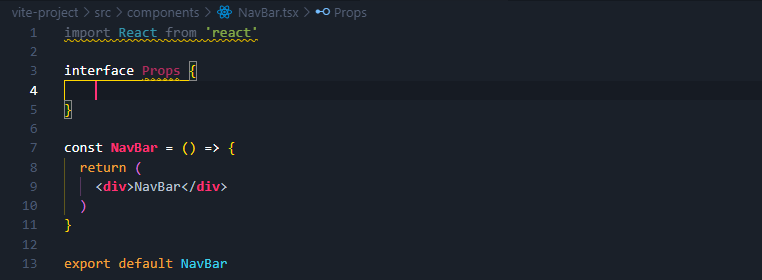 vite-project > src > components > NavBar.tsx > Props
1 import React from 'react'
2
3 interface Props {
4
5 }
6
7 const NavBar = () => {
8 return (
9 <div>NavBar</div>
10 )
11 }
12
13 export default NavBar